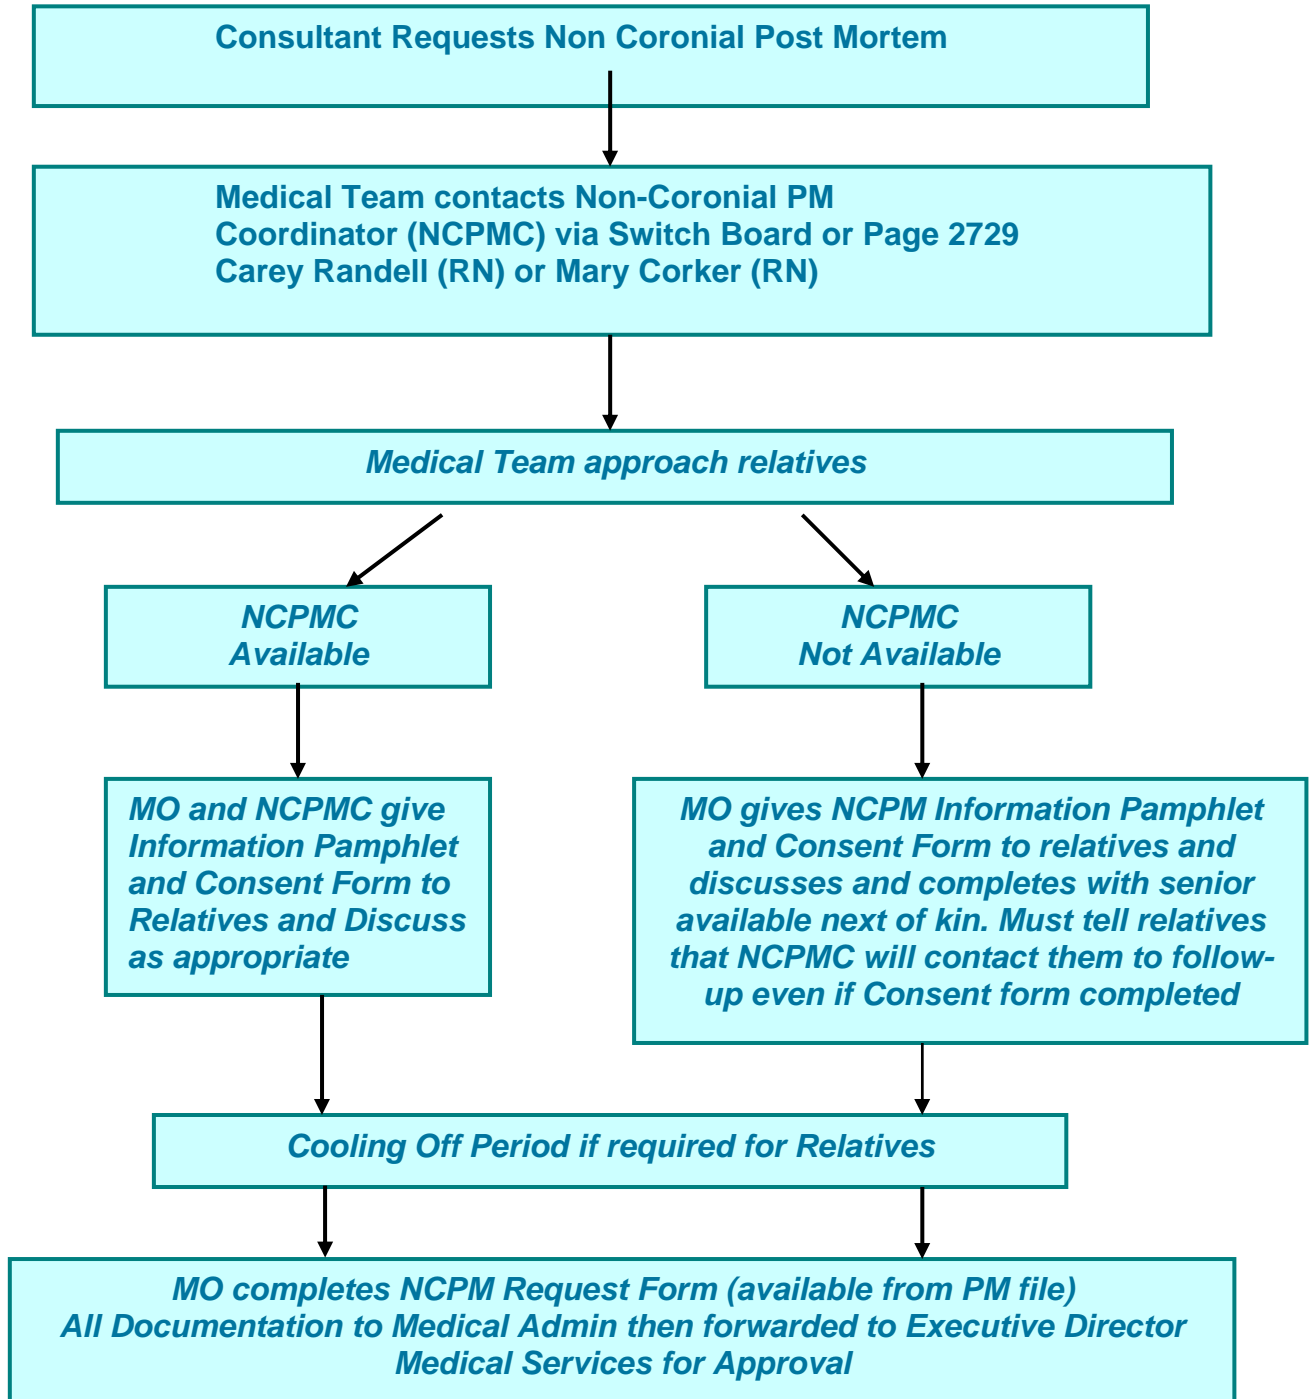 Consultant Requests Non Coronial Post Mortem
Medical Team contacts Non-Coronial PM
Coordinator (NCPMC) via Switch Board or Page 2729
Carey Randell (RN) or Mary Corker (RN)
Medical Team approach relatives
NCPMC
Available
NCPMC
Not Available
MO and NCPMC give
Information Pamphlet
and Consent Form to
Relatives and Discuss
as appropriate
MO gives NCPM Information Pamphlet
and Consent Form to relatives and
discusses and completes with senior
available next of kin. Must tell relatives
that NCPMC will contact them to follow-
up even if Consent form completed
Cooling Off Period if required for Relatives
MO completes NCPM Request Form (available from PM file)
All Documentation to Medical Admin then forwarded to Executive Director
Medical Services for Approval